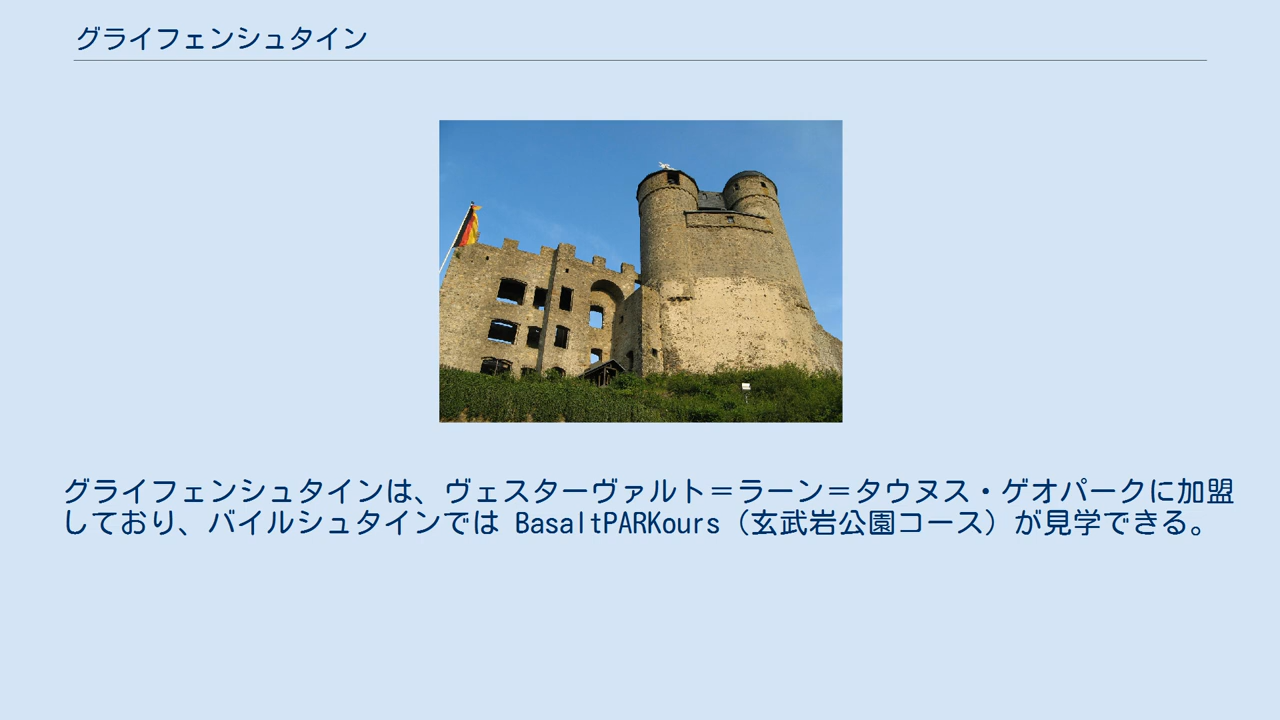 グライフェンシュタイン
グライフェンシュタインは、ヴェスターヴァルト＝ラーン＝タウヌス・ゲオパークに加盟
しており、バイルシュタインでは BasaltPARKours（玄武岩公園コース）が見学できる。